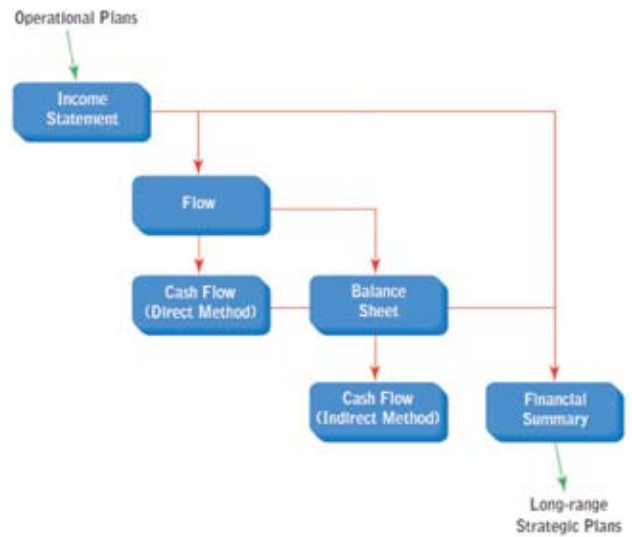 Operational Plans
Income
Statement
Flow
Cash Flow
(Direct Method)
Balance
Sheet
Cash Flow
(Indirect Method)
Financial
Summary
Long-range
Strategic Plans